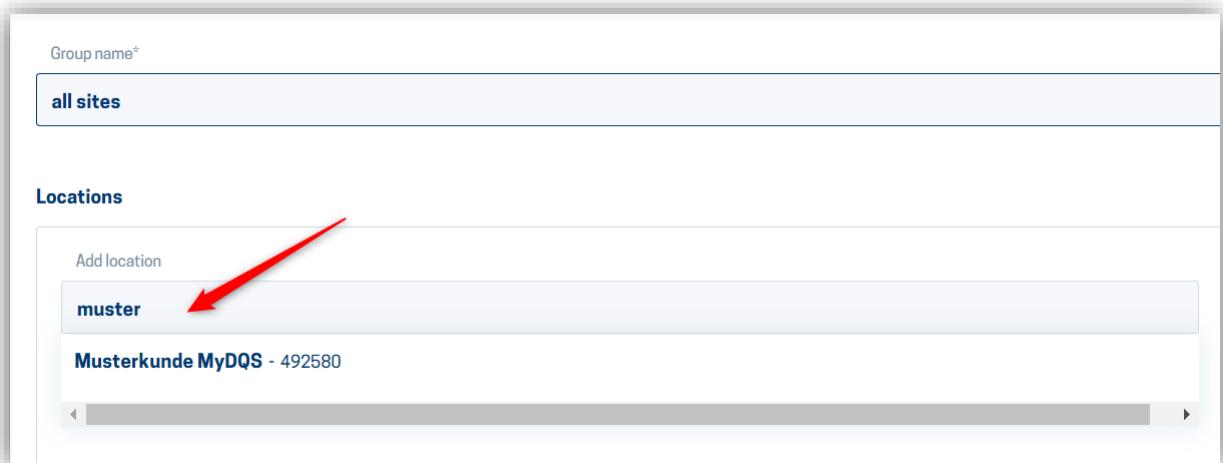 Group name*
all sites
Locations
Add location
muster
Musterkunde MyDQS - 492580